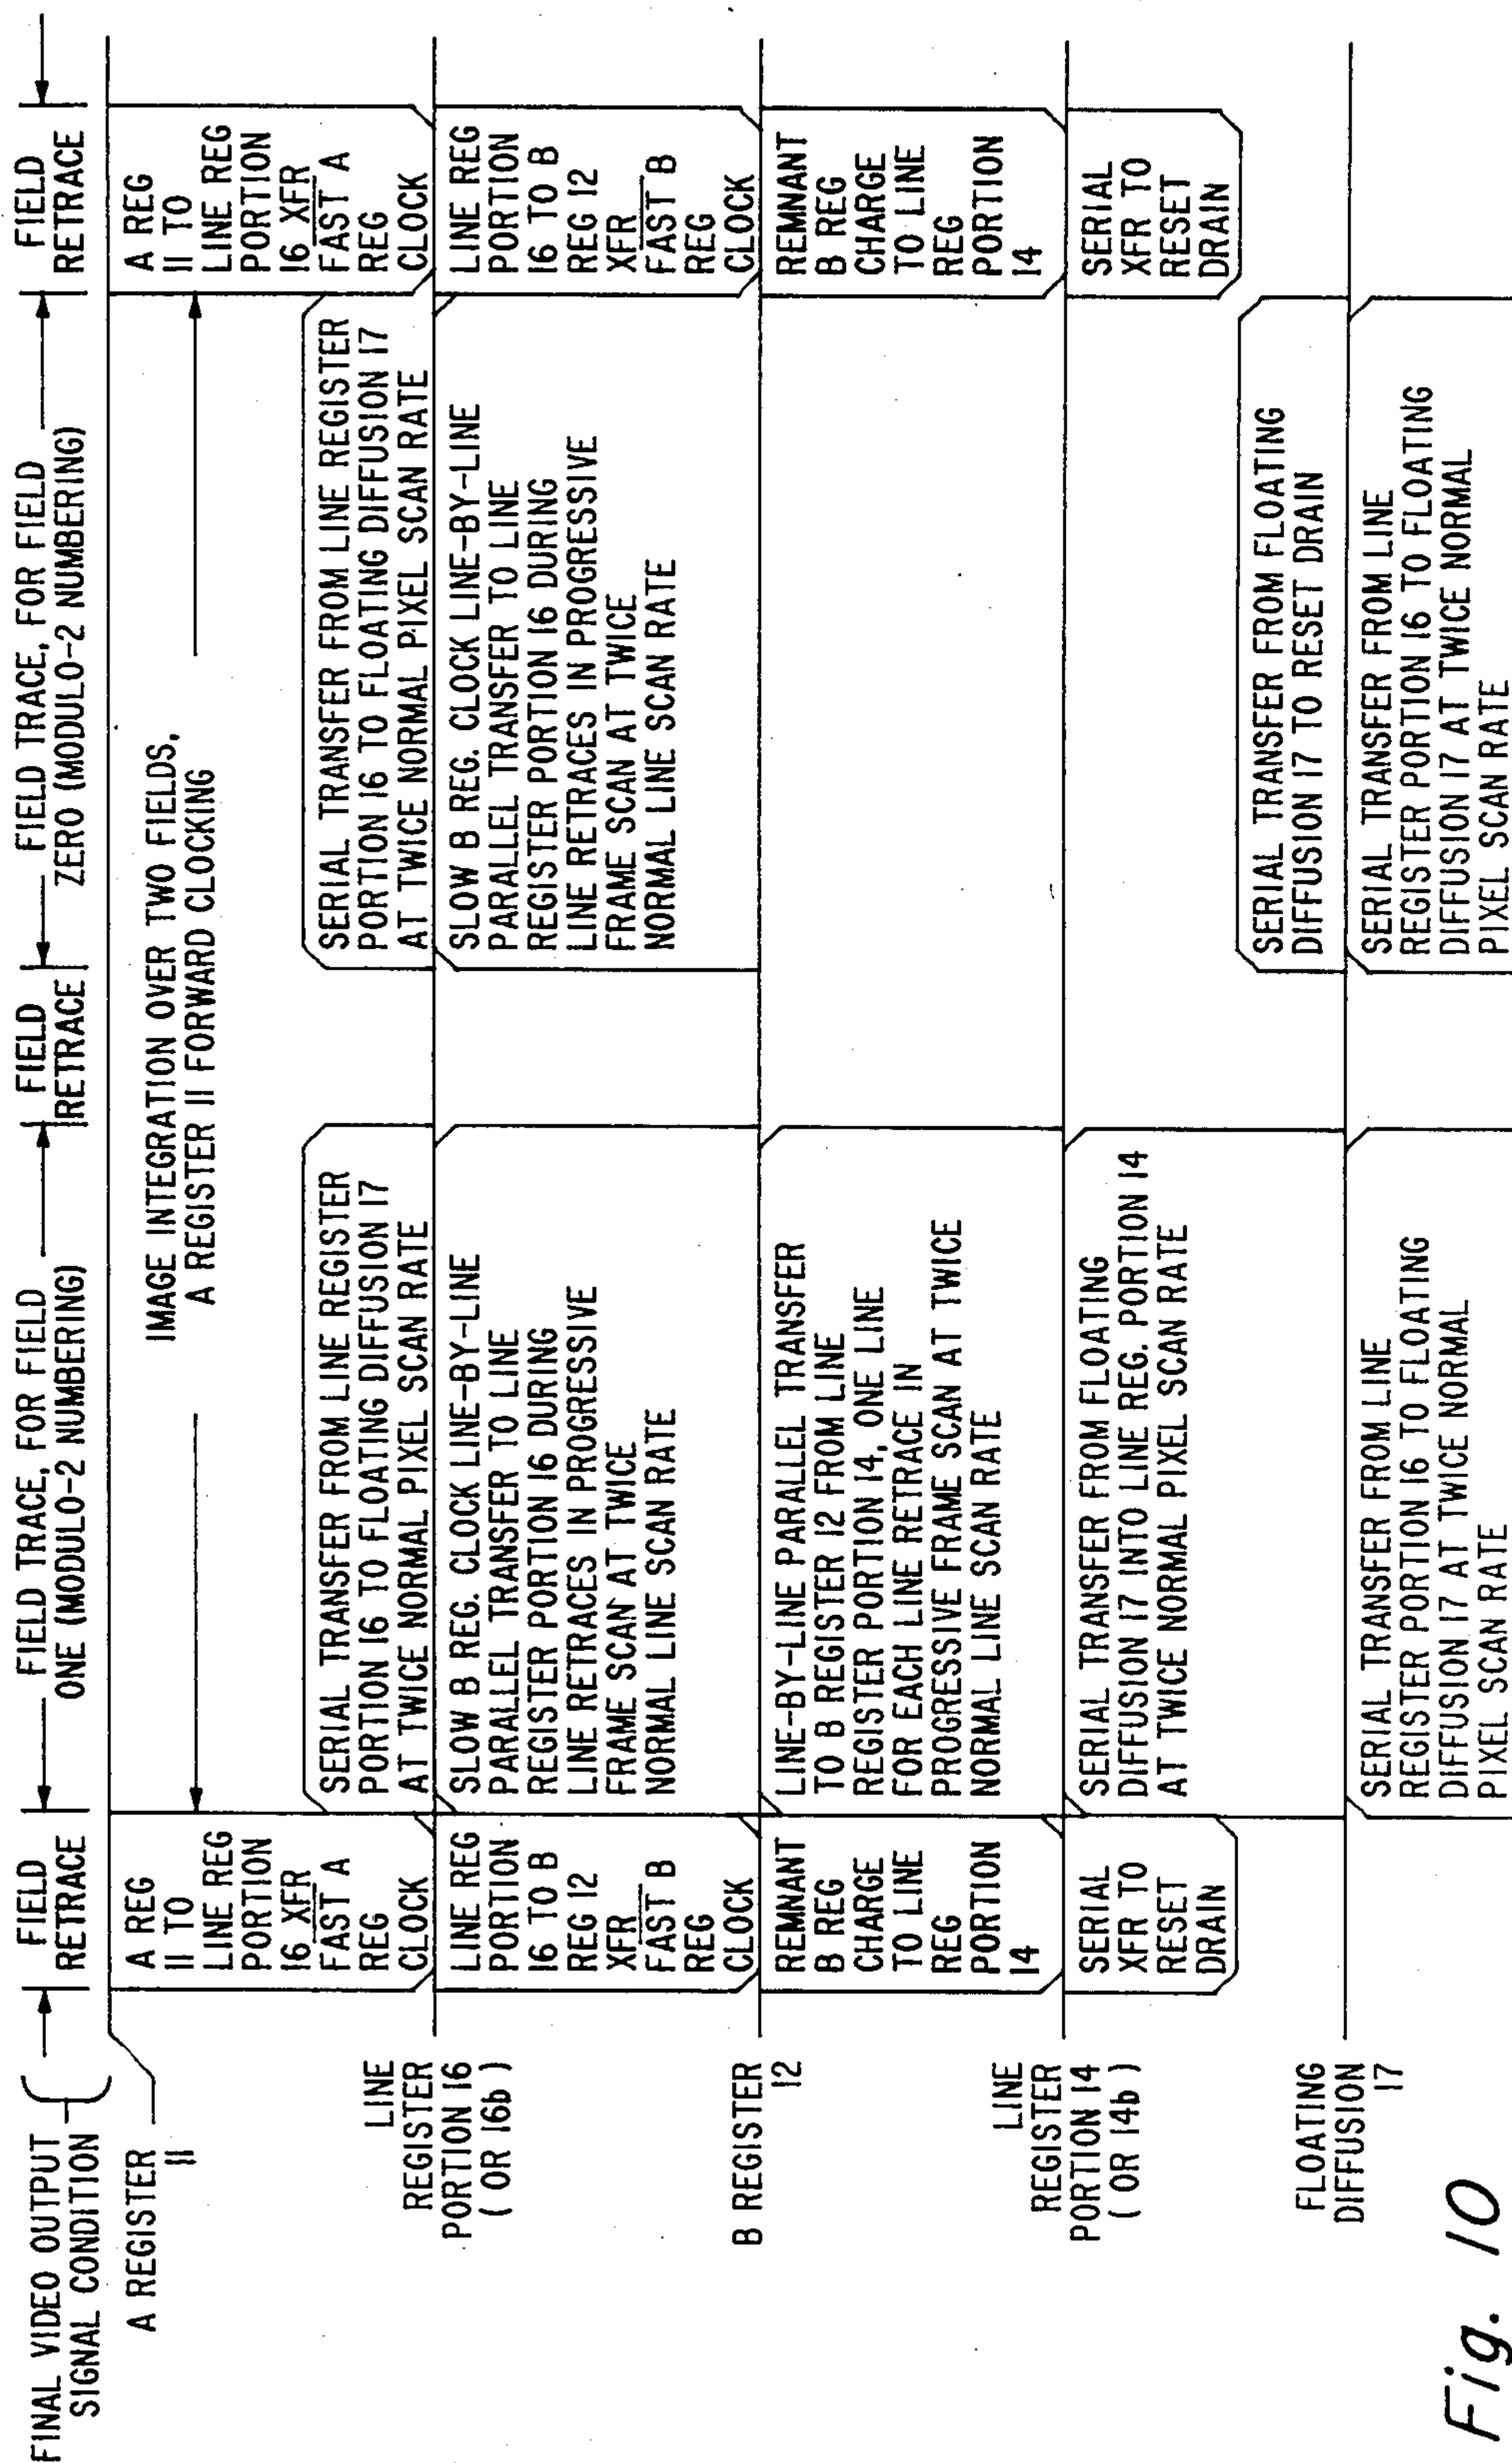 FINAL VIDEO OUTPUT
SIGNAL CONDITION
FIELD
RETRACE
FIELD TRACE, FOR FIELD
ONE (MODULO-2 NUMBERING)
FIELD
RETRACE
FIELD TRACE, FOR FIELD
ZERO (MODULO-2 NUMBERING)
FIELD
RETRACE
A REGISTER
11
A REG
11 TO
LINE REG
PORTION
16 XFR
FAST A
REG
CLOCK
IMAGE INTEGRATION OVER TWO FIELDS,
A REGISTER 11 FORWARD CLOCKING
A REG
11 TO
LINE REG
PORTION
16 XFR
FAST A
REG
CLOCK
SERIAL TRANSFER FROM LINE REGISTER
PORTION 16 TO FLOATING DIFFUSION 17
AT TWICE NORMAL PIXEL SCAN RATE
SERIAL TRANSFER FROM LINE REGISTER
PORTION 16 TO FLOATING DIFFUSION 17
AT TWICE NORMAL PIXEL SCAN RATE
LINE
REGISTER
PORTION 16
( OR 16b )
LINE REG
PORTION
16 TO B
REG 12
XFR
FAST B
REG
CLOCK
SLOW B REG. CLOCK LINE-BY-LINE
PARALLEL TRANSFER TO LINE
REGISTER PORTION 16 DURING
LINE RETRACES IN PROGRESSIVE
FRAME SCAN AT TWICE
NORMAL LINE SCAN RATE
SLOW B REG. CLOCK LINE-BY-LINE
PARALLEL TRANSFER TO LINE
REGISTER PORTION 16 DURING
LINE RETRACES IN PROGRESSIVE
FRAME SCAN AT TWICE
NORMAL LINE SCAN RATE
LINE REG
PORTION
16 TO B
REG 12
XFR
FAST B
REG
CLOCK
B REGISTER
12
REMNANT
B REG
CHARGE
TO LINE
REG
PORTION
14
LINE-BY-LINE PARALLEL TRANSFER
TO B REGISTER 12 FROM LINE
REGISTER PORTION 14, ONE LINE
FOR EACH LINE RETRACE IN
PROGRESSIVE FRAME SCAN AT TWICE
NORMAL LINE SCAN RATE
REMNANT
B REG
CHARGE
TO LINE
REG
PORTION
14
LINE
REGISTER
PORTION 14
( OR 14b )
SERIAL
XFR TO
RESET
DRAIN
SERIAL TRANSFER FROM FLOATING
DIFFUSION 17 INTO LINE REG. PORTION 14
AT TWICE NORMAL PIXEL SCAN RATE
SERIAL
XFR TO
RESET
DRAIN
SERIAL TRANSFER FROM FLOATING
DIFFUSION 17 TO RESET DRAIN
FLOATING
DIFFUSION
17
SERIAL TRANSFER FROM LINE
REGISTER PORTION 16 TO FLOATING
DIFFUSION 17 AT TWICE NORMAL
PIXEL SCAN RATE
SERIAL TRANSFER FROM LINE
REGISTER PORTION 16 TO FLOATING
DIFFUSION 17 AT TWICE NORMAL
PIXEL SCAN RATE
Fig. 10